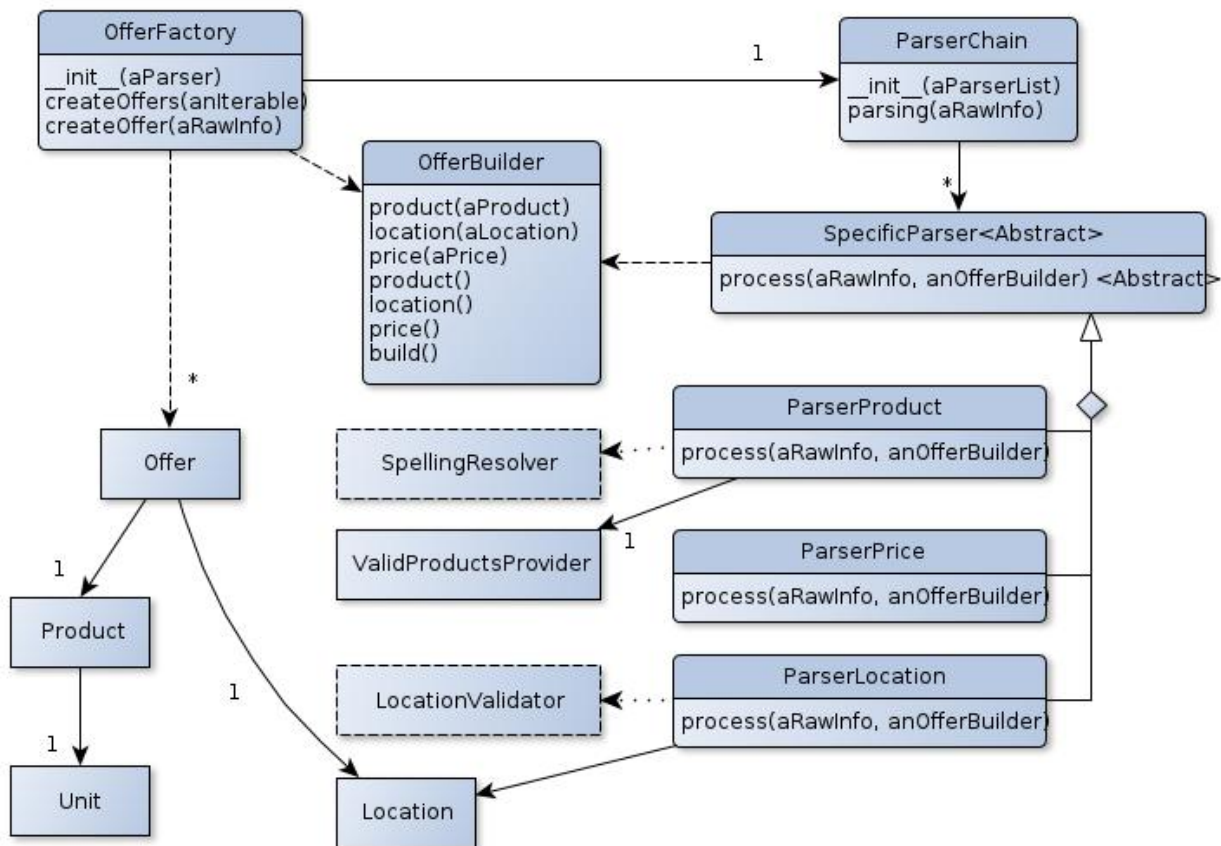 OfferFactory
__init__(aParser)
createOffers(anIterable)
createOffer(aRawInfo)
1
ParserChain
__init__(aParserList)
parsing(aRawInfo)
*
OfferBuilder
product(aProduct)
location(aLocation)
price(aPrice)
product()
location()
price()
build()
SpecificParser<Abstract>
process(aRawInfo, anOfferBuilder) <Abstract>
*
Offer
ParserProduct
process(aRawInfo, anOfferBuilder)
SpellingResolver
ValidProductsProvider
1
ParserPrice
process(aRawInfo, anOfferBuilder)
1
Product
1
ParserLocation
process(aRawInfo, anOfferBuilder)
LocationValidator
1
Unit
Location